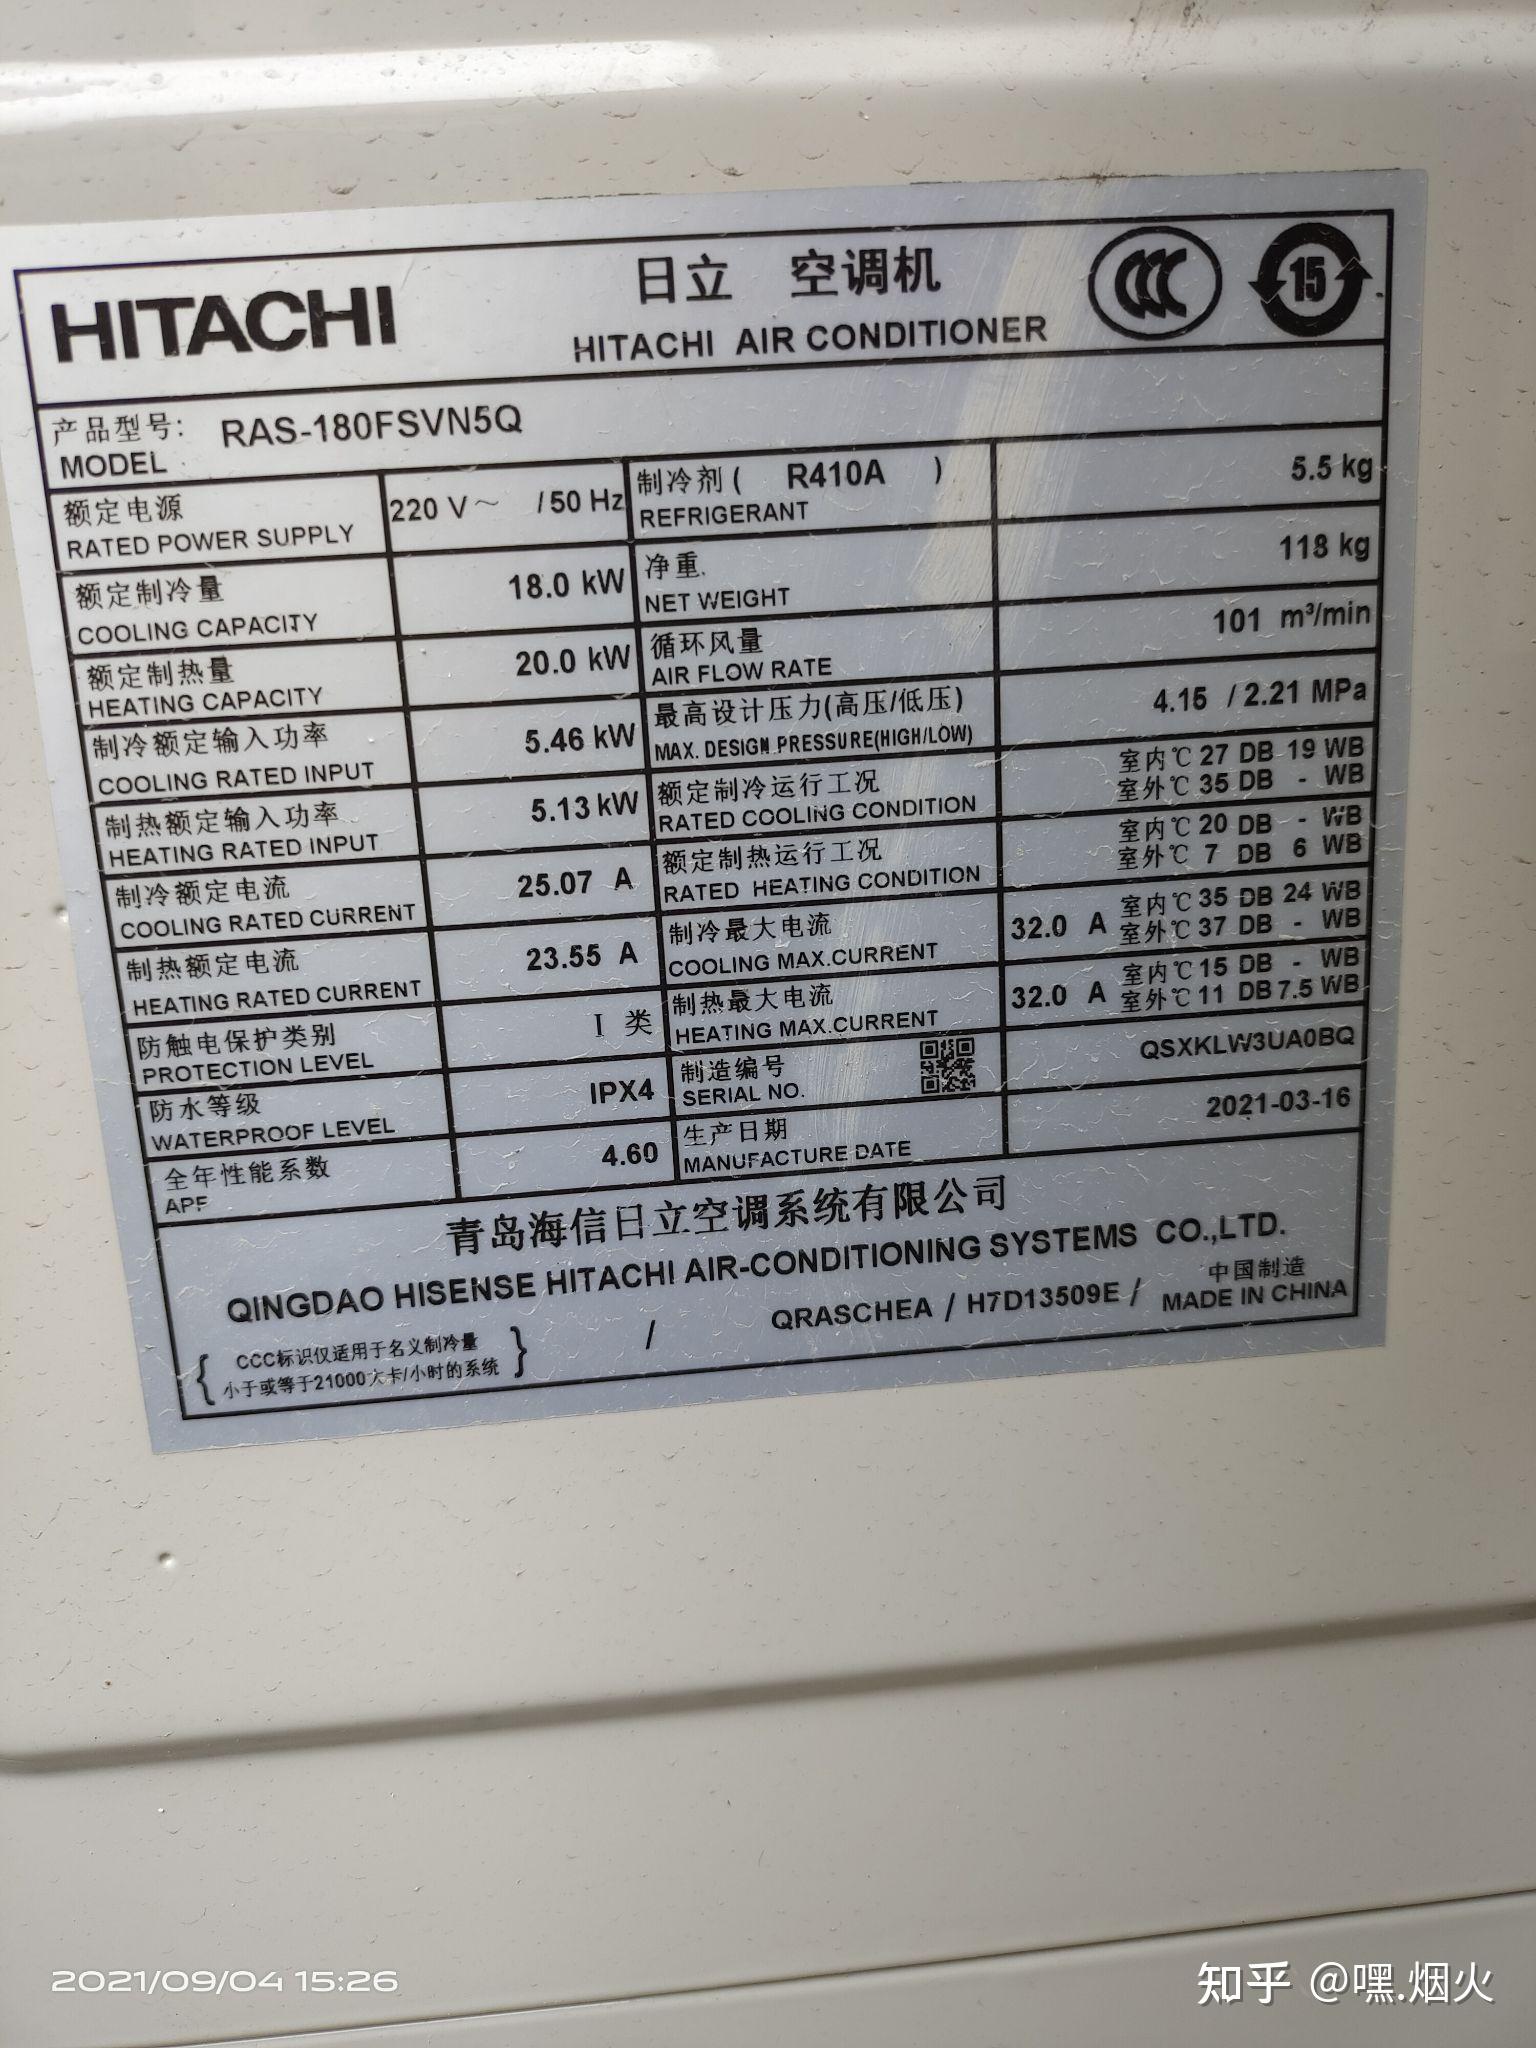 HITACHI
日立 空调机
HITACHI AIR CONDITIONER
15
产品型号: RAS-180FSVN5Q
MODEL
额定电源 220 V~ /50 Hz
RATED POWER SUPPLY
制冷剂( R410A ) 5.5 kg
REFRIGERANT
额定制冷量 18.0 kW
COOLING CAPACITY
净重 118 kg
NET WEIGHT
额定制热量 20.0 kW
HEATING CAPACITY
循环风量 101 m³/min
AIR FLOW RATE
制冷额定输入功率 5.46 kW
COOLING RATED INPUT
最高设计压力(高压/低压) 4.15 / 2.21 MPa
MAX. DESIGN PRESSURE(HIGH/LOW)
制热额定输入功率 5.13 kW
HEATING RATED INPUT
额定制冷运行工况 室内℃ 27 DB 19 WB
RATED COOLING CONDITION 室外℃ 35 DB - WB
制冷额定电流 25.07 A
COOLING RATED CURRENT
额定制热运行工况 室内℃ 20 DB - WB
RATED HEATING CONDITION 室外℃ 7 DB 6 WB
制热额定电流 23.55 A
HEATING RATED CURRENT
制冷最大电流 32.0 A 室内℃ 35 DB 24 WB
COOLING MAX.CURRENT 室外℃ 37 DB - WB
防触电保护类别 I 类
PROTECTION LEVEL
制热最大电流 32.0 A 室内℃ 15 DB - WB
HEATING MAX.CURRENT 室外℃ 11 DB 7.5 WB
防水等级 IPX4
WATERPROOF LEVEL
制造编号 QSXKLW3UA0BQ
SERIAL NO.
全年性能系数 4.60
APF
生产日期 2021-03-16
MANUFACTURE DATE
青岛海信日立空调系统有限公司
QINGDAO HISENSE HITACHI AIR-CONDITIONING SYSTEMS CO.,LTD.
{ CCC标识仅适用于名义制冷量
小于或等于21000大卡/小时的系统 }
/ QRASCHEA / H7D13509E /
中国制造
MADE IN CHINA
2021/09/04 15:26
知乎 @嘿.烟火